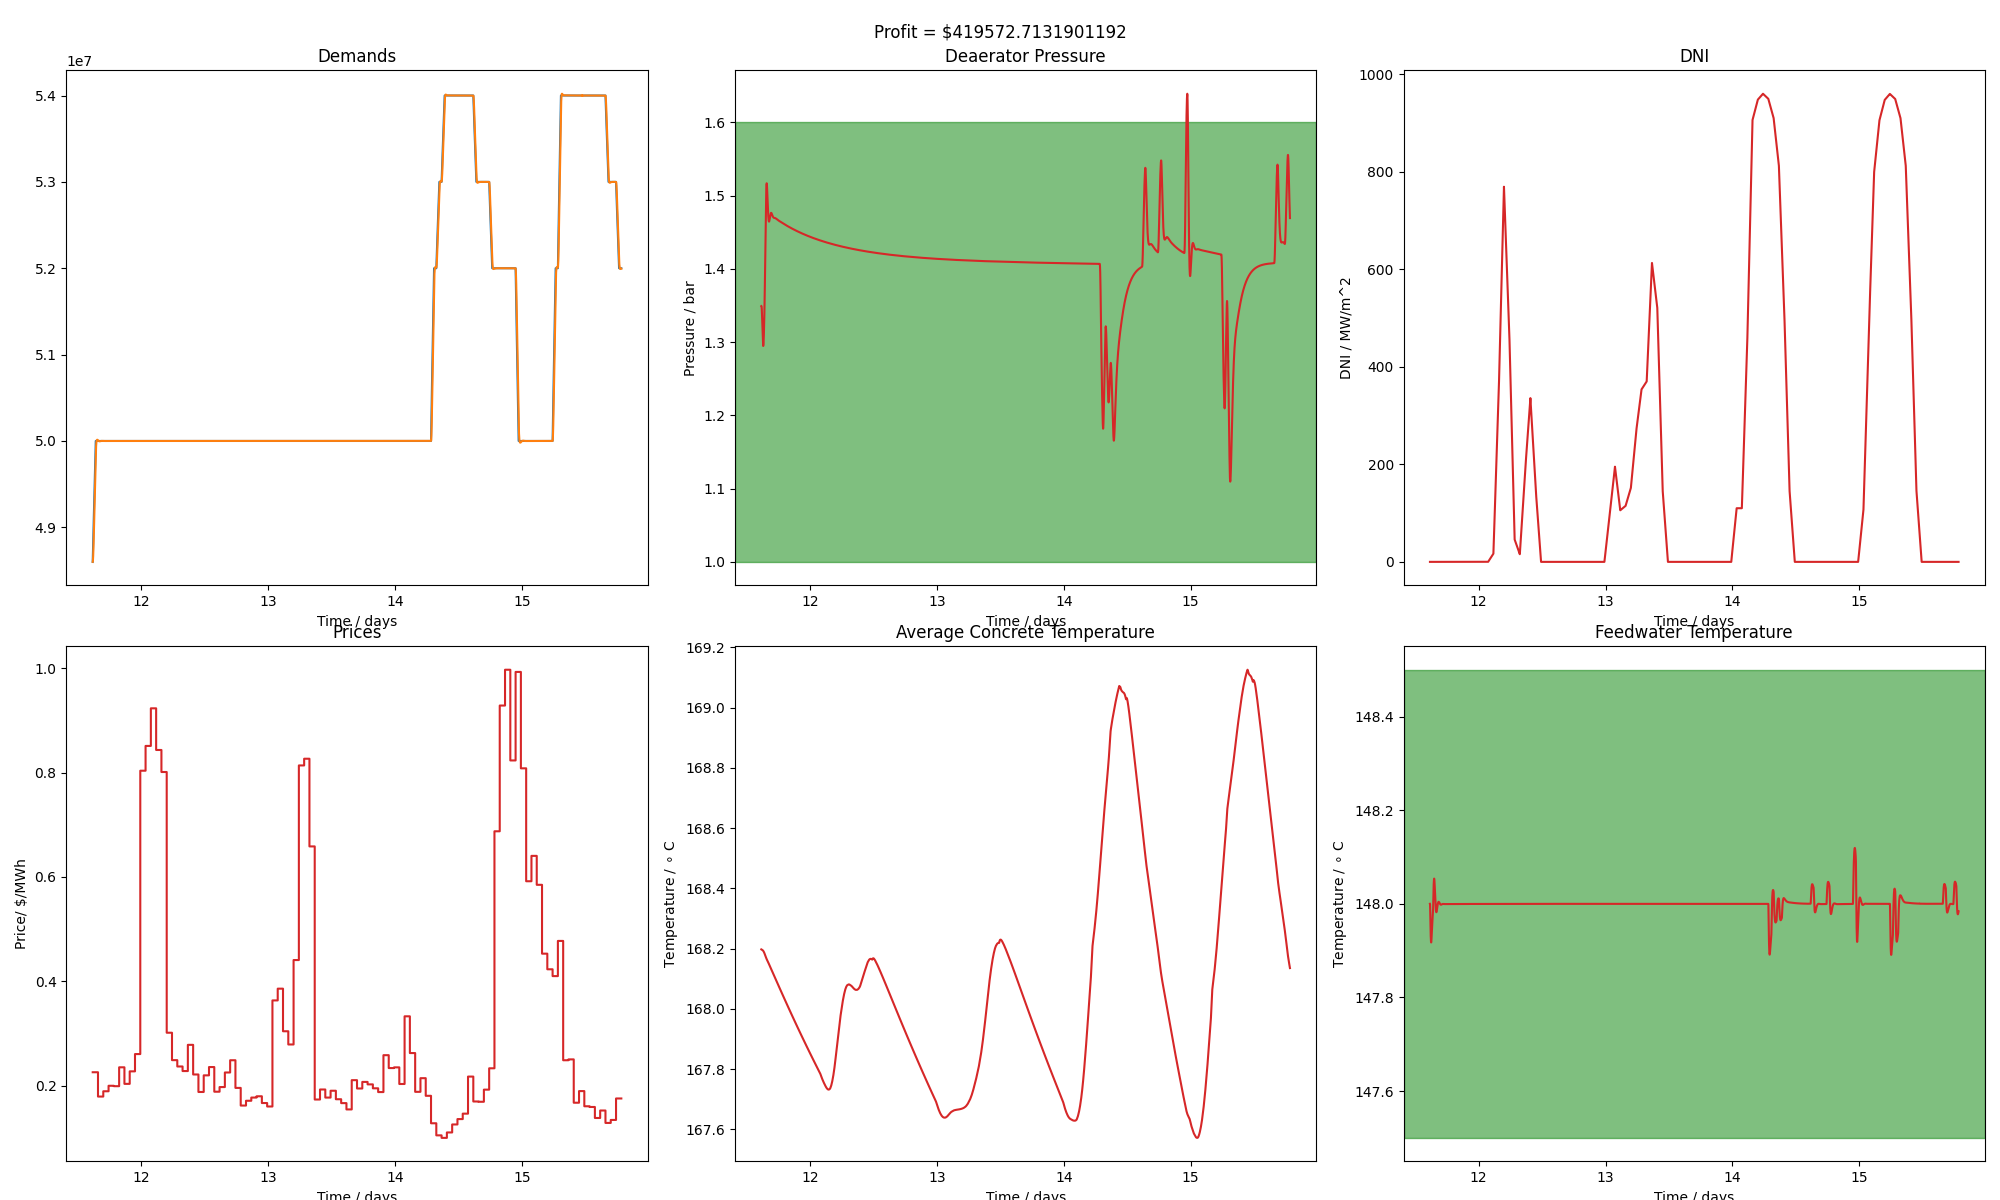 Profit = $419572.7131901192
Demands
1e7
5.4
5.3
5.2
5.1
5.0
4.9
12 13 14 15
Time / days
Deaerator Pressure
Pressure / bar
1.6
1.5
1.4
1.3
1.2
1.1
1.0
12 13 14 15
Time / days
DNI
DNI / MW/m^2
1000
800
600
400
200
0
12 13 14 15
Time / days
Prices
Price/ $/MWh
1.0
0.8
0.6
0.4
0.2
12 13 14 15
Time / days
Average Concrete Temperature
Temperature / ∘ C
169.2
169.0
168.8
168.6
168.4
168.2
168.0
167.8
167.6
12 13 14 15
Time / days
Feedwater Temperature
Temperature / ∘ C
148.4
148.2
148.0
147.8
147.6
12 13 14 15
Time / days